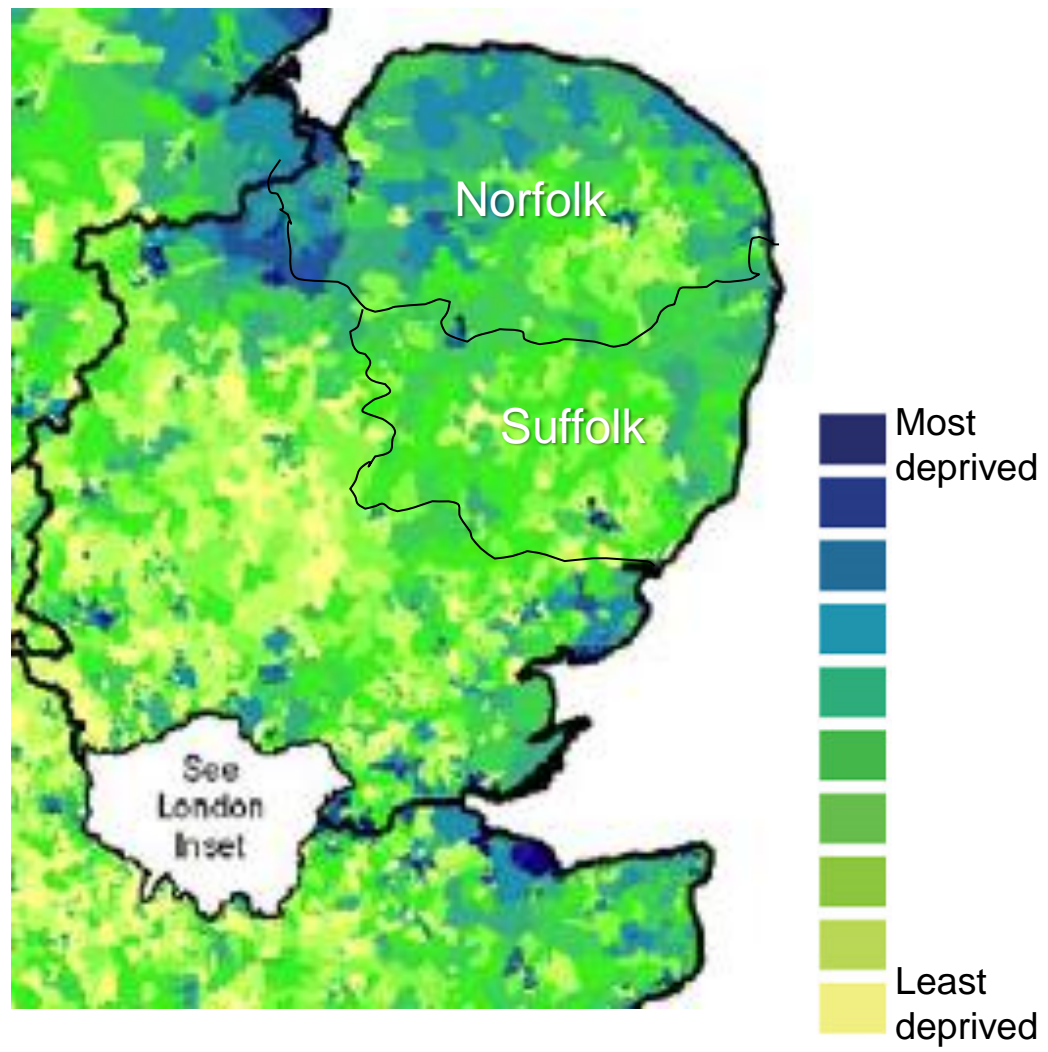 Norfolk
Suffolk
Most
deprived
See
London
Inset
Least
deprived